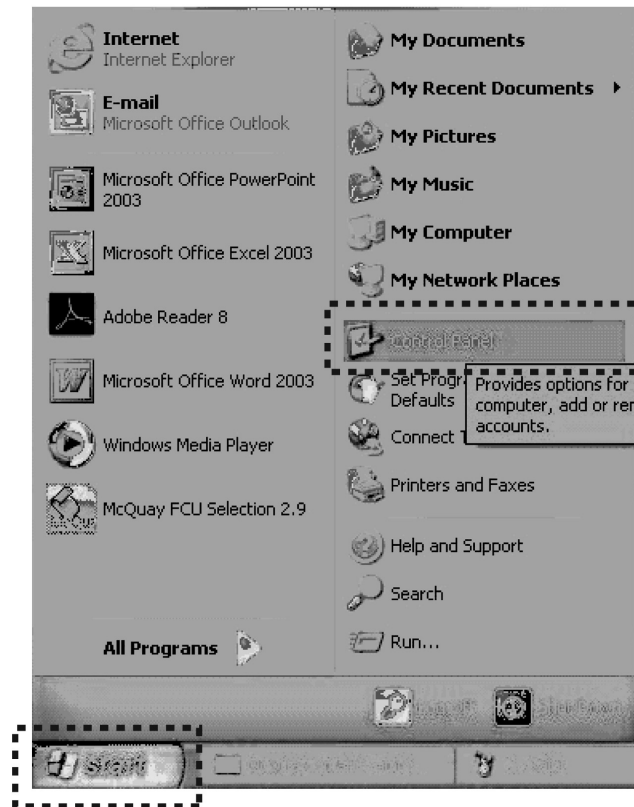 Internet
Internet Explorer
E-mail
Microsoft Office Outlook
Microsoft Office PowerPoint
2003
Microsoft Office Excel 2003
Adobe Reader 8
Microsoft Office Word 2003
Windows Media Player
McQuay FCU Selection 2.9
All Programs
My Documents
My Recent Documents
My Pictures
My Music
My Computer
My Network Places
Control Panel
Set Progr
Defaults
Provides options for
computer, add or rem
accounts.
Connect T
Printers and Faxes
Help and Support
Search
Run...
start